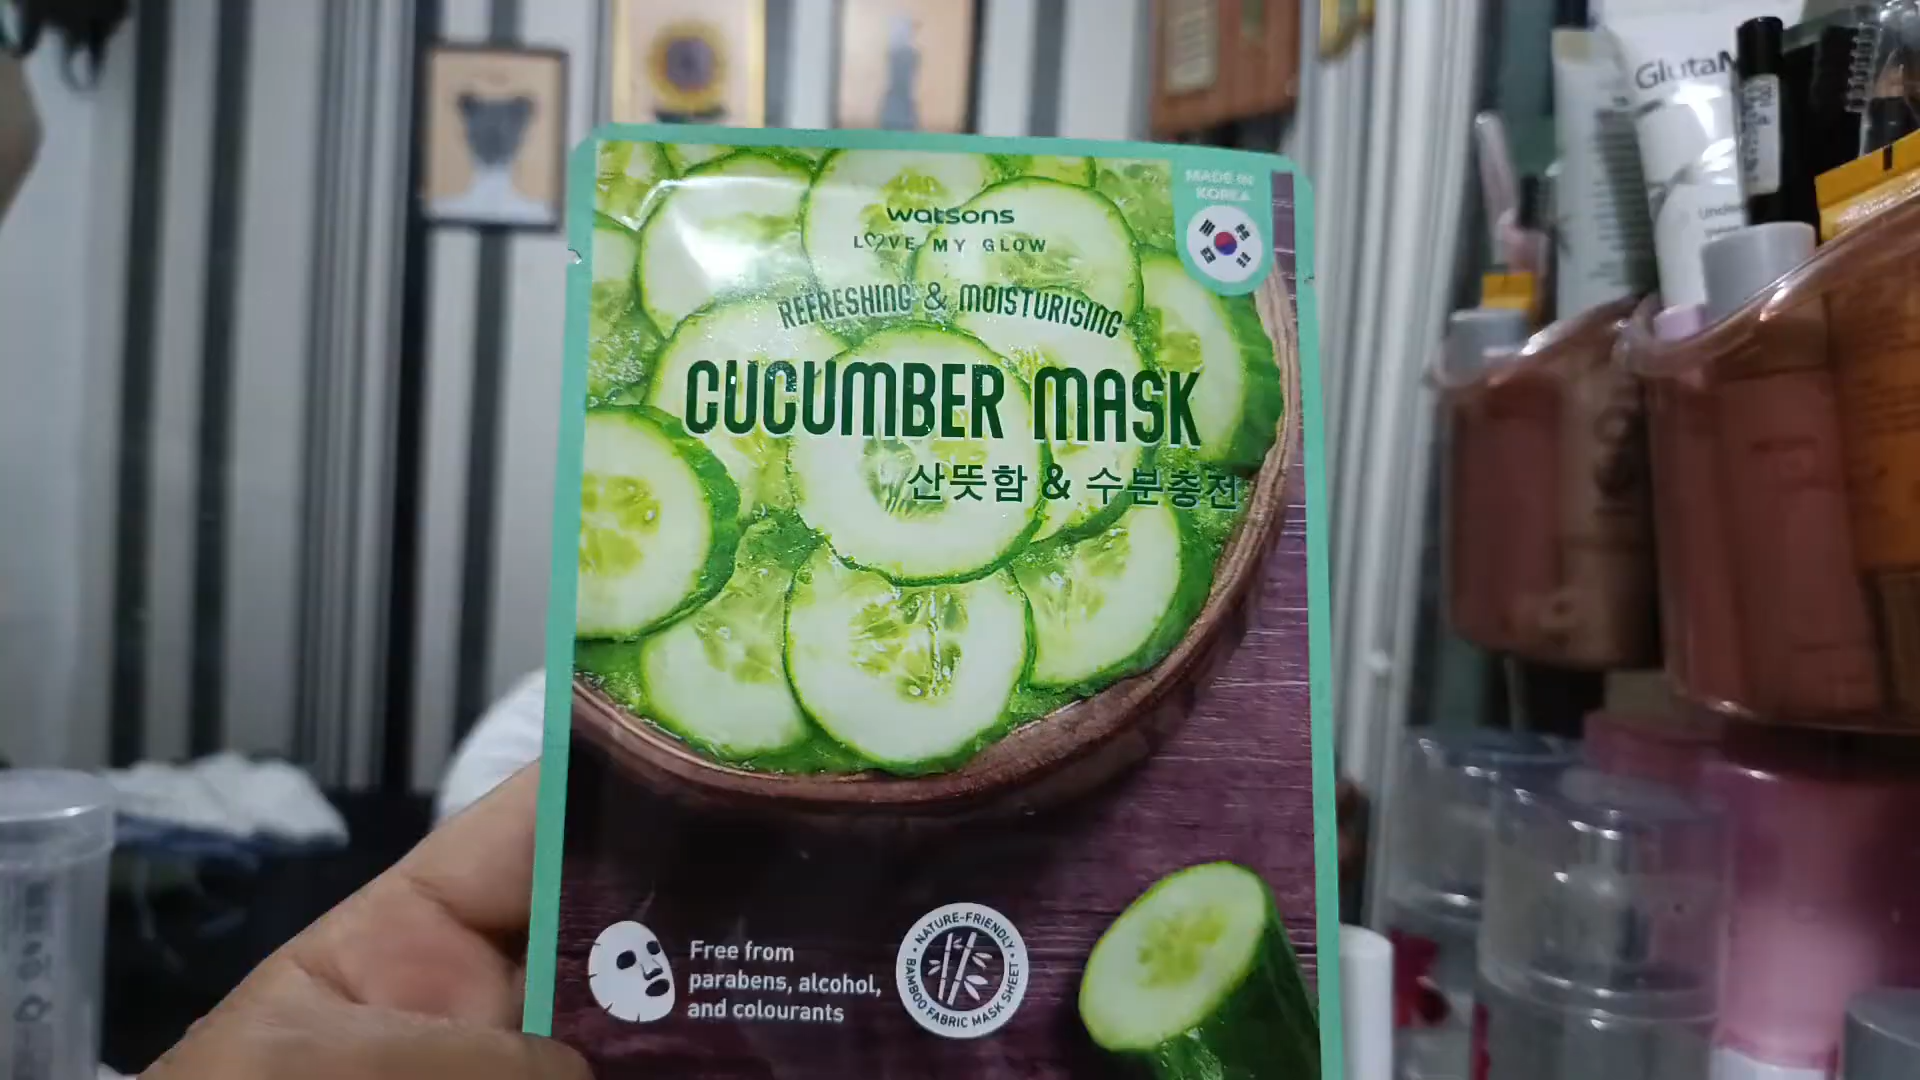 watsons
LOVE MY GLOW
MADE IN
KOREA
REFRESHING & MOISTURISING
CUCUMBER MASK
산뜻함 & 수분충전
Free from
parabens, alcohol,
and colourants
NATURE-FRIENDLY
BAMBOO FABRIC MASK SHEET
Gluta